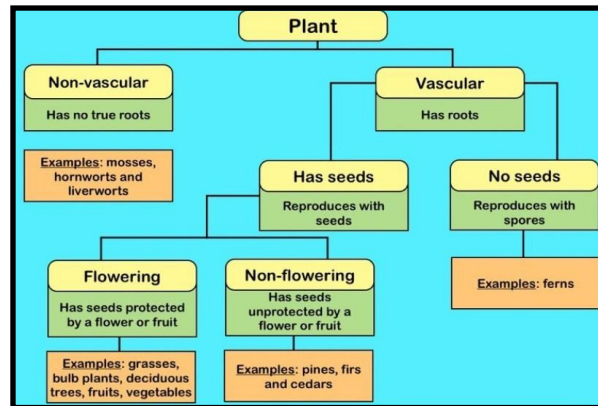 Plant
Non-vascular
Has no true roots
Examples: mosses,
hornworts and
liverworts
Vascular
Has roots
Has seeds
Reproduces with
seeds
No seeds
Reproduces with
spores
Examples: ferns
Flowering
Has seeds protected
by a flower or fruit
Examples: grasses,
bulb plants, deciduous
trees, fruits, vegetables
Non-flowering
Has seeds
unprotected by a
flower or fruit
Examples: pines, firs
and cedars